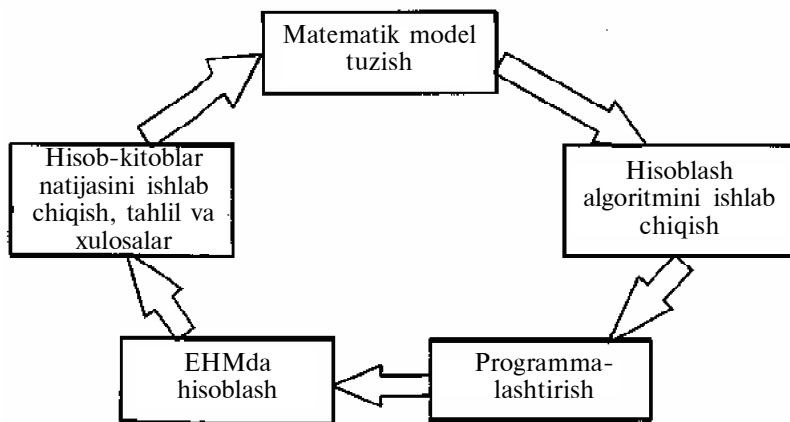 Matematik model
tuzish
Hisoblash
algoritmini ishlab
chiqish
Programma-
lashtirish
EHMda
hisoblash
Hisob-kitoblar
natijasini ishlab
chiqish, tahlil va
xulosalar